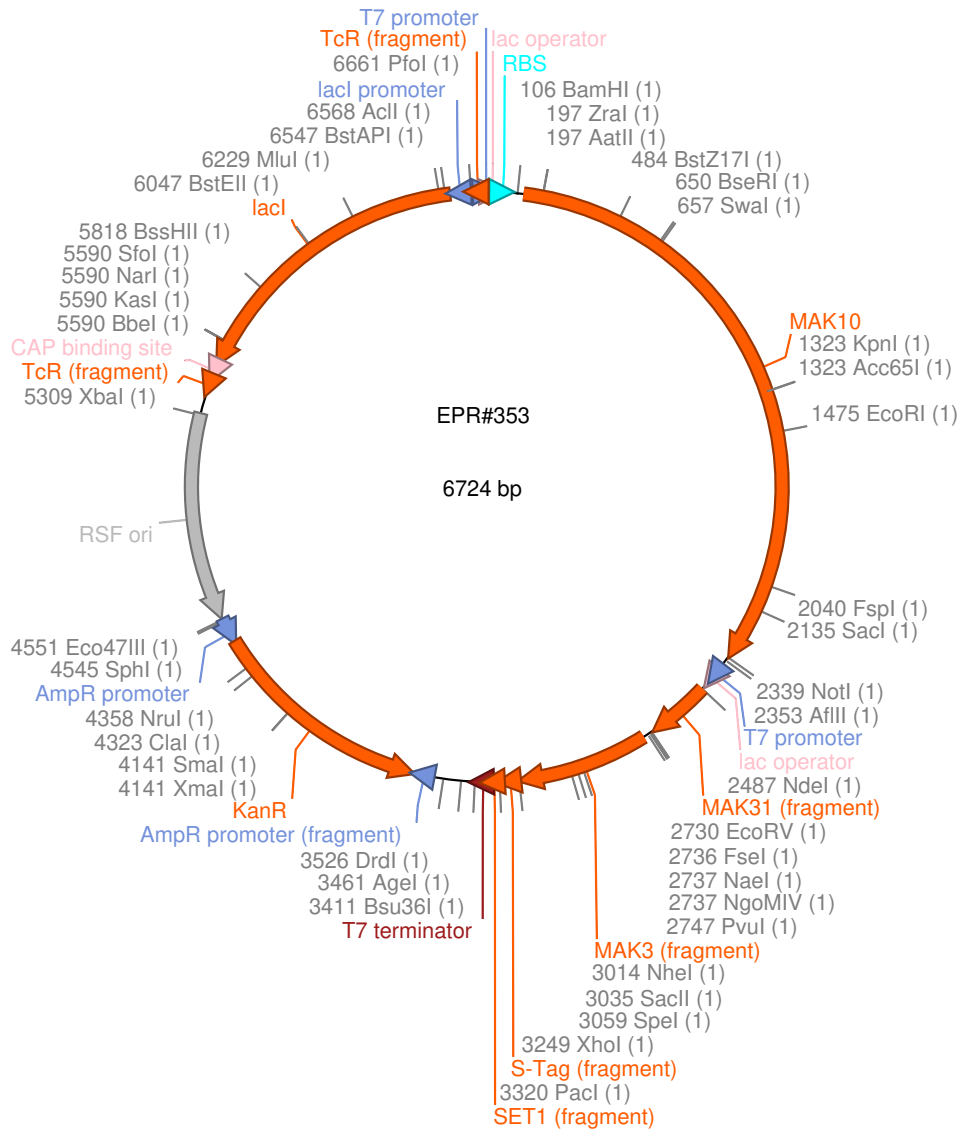 T7 promoter
TcR (fragment)
lac operator
6661 PfoI (1)
RBS
lacI promoter
106 BamHI (1)
6568 AclI (1)
197 ZraI (1)
6547 BstAPI (1)
197 AatII (1)
6229 MluI (1)
484 BstZ17I (1)
6047 BstEII (1)
650 BseRI (1)
lacI
657 SwaI (1)
5818 BssHII (1)
5590 SfoI (1)
5590 NarI (1)
5590 KasI (1)
5590 BbeI (1)
MAK10
CAP binding site
1323 KpnI (1)
TcR (fragment)
1323 Acc65I (1)
5309 XbaI (1)
EPR#353
1475 EcoRI (1)
6724 bp
RSF ori
2040 FspI (1)
2135 SacI (1)
4551 Eco47III (1)
4545 SphI (1)
AmpR promoter
2339 NotI (1)
4358 NruI (1)
2353 AflII (1)
4323 ClaI (1)
T7 promoter
4141 SmaI (1)
lac operator
4141 XmaI (1)
2487 NdeI (1)
KanR
MAK31 (fragment)
AmpR promoter (fragment)
2730 EcoRV (1)
3526 DrdI (1)
2736 FseI (1)
3461 AgeI (1)
2737 NaeI (1)
3411 Bsu36I (1)
2737 NgoMIV (1)
T7 terminator
2747 PvuI (1)
MAK3 (fragment)
3014 NheI (1)
3035 SacII (1)
3059 SpeI (1)
3249 XhoI (1)
S-Tag (fragment)
3320 PacI (1)
SET1 (fragment)